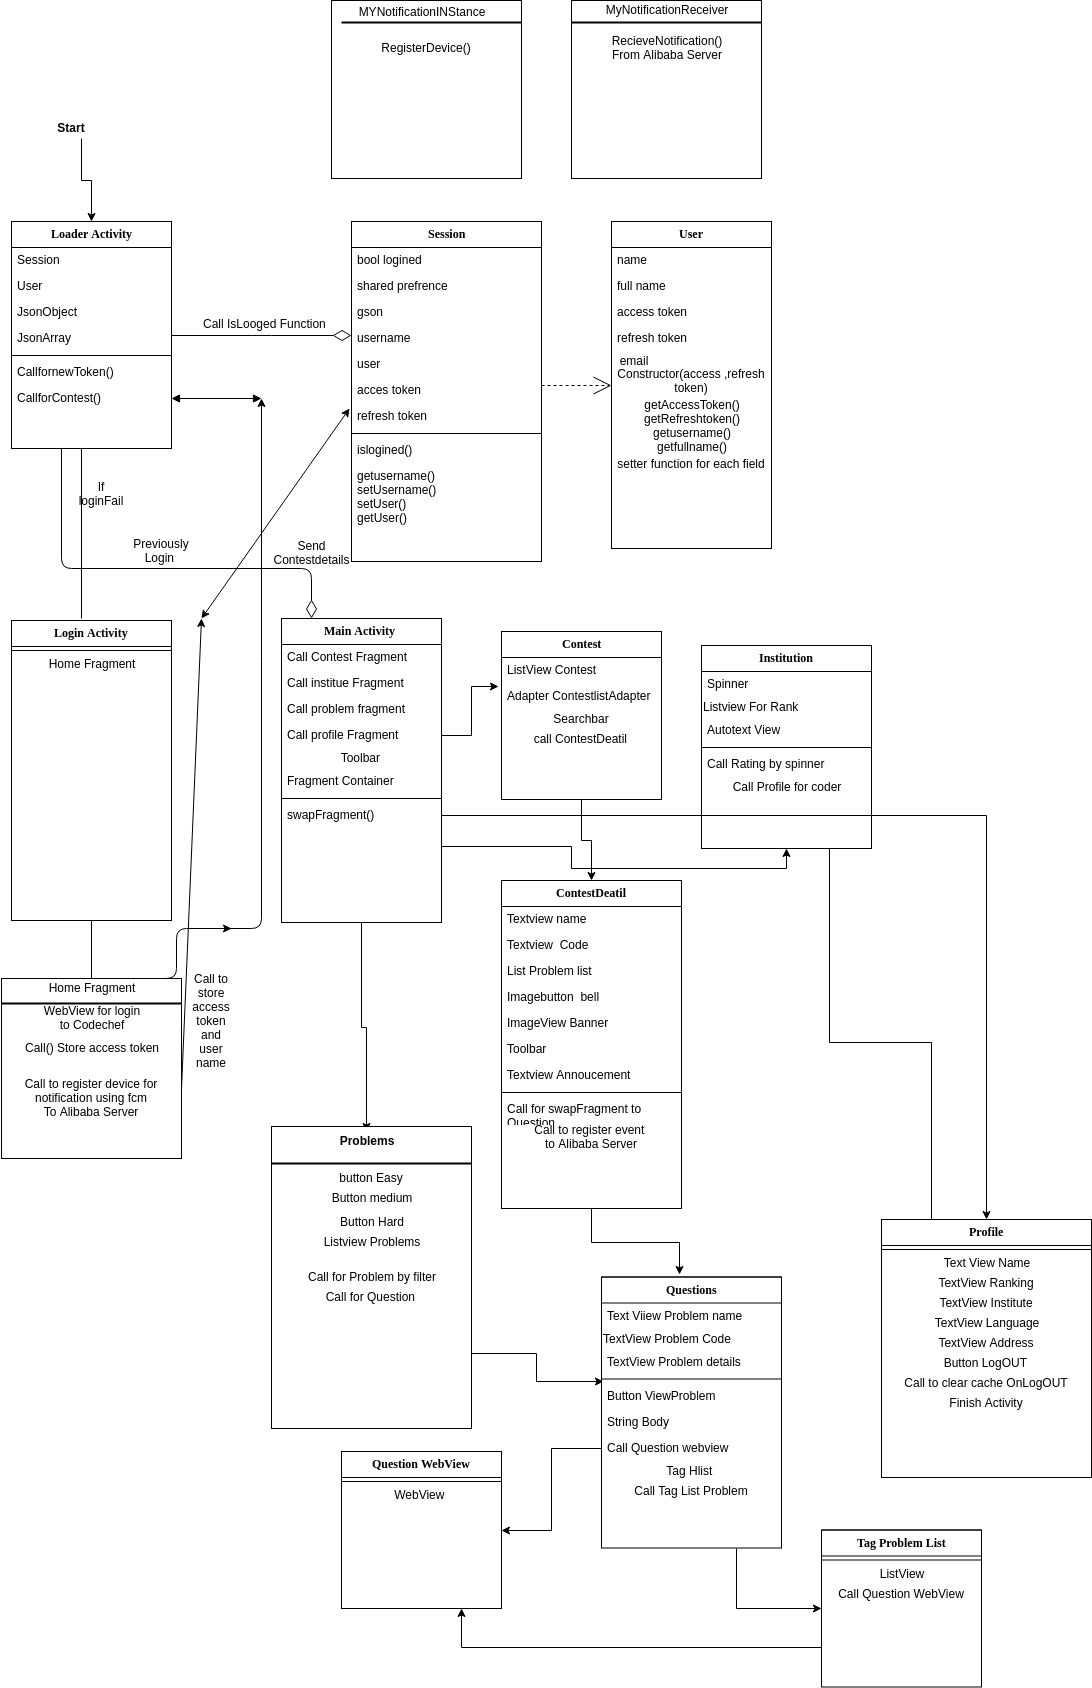 MYNotificationINStance
RegisterDevice()
MyNotificationReceiver
RecieveNotification()
From Alibaba Server
Start
Loader Activity
Session
User
JsonObject
JsonArray
CallfornewToken()
CallforContest()
Call IsLooged Function
Session
bool logined
shared prefrence
gson
username
user
acces token
refresh token
islogined()
getusername()
setUsername()
setUser()
getUser()
User
name
full name
access token
refresh token
email
Constructor(access ,refresh
token)
getAccessToken()
getRefreshtoken()
getusername()
getfullname()
setter function for each field
If
loginFail
Previously
Login
Send
Contestdetails
Login Activity
Home Fragment
Main Activity
Call Contest Fragment
Call institue Fragment
Call problem fragment
Call profile Fragment
Toolbar
Fragment Container
swapFragment()
Contest
ListView Contest
Adapter ContestlistAdapter
Searchbar
call ContestDeatil
Institution
Spinner
Listview For Rank
Autotext View
Call Rating by spinner
Call Profile for coder
ContestDeatil
Textview name
Textview  Code
List Problem list
Imagebutton  bell
ImageView Banner
Toolbar
Textview Annoucement
Call for swapFragment to
Question
Call to register event
to Alibaba Server
Home Fragment
WebView for login
to Codechef
Call() Store access token
Call to register device for
notification using fcm
To Alibaba Server
Call to
store
access
token
and
user
name
Problems
button Easy
Button medium
Button Hard
Listview Problems
Call for Problem by filter
Call for Question
Questions
Text Viiew Problem name
TextView Problem Code
TextView Problem details
Button ViewProblem
String Body
Call Question webview
Tag Hlist
Call Tag List Problem
Profile
Text View Name
TextView Ranking
TextView Institute
TextView Language
TextView Address
Button LogOUT
Call to clear cache OnLogOUT
Finish Activity
Question WebView
WebView
Tag Problem List
ListView
Call Question WebView